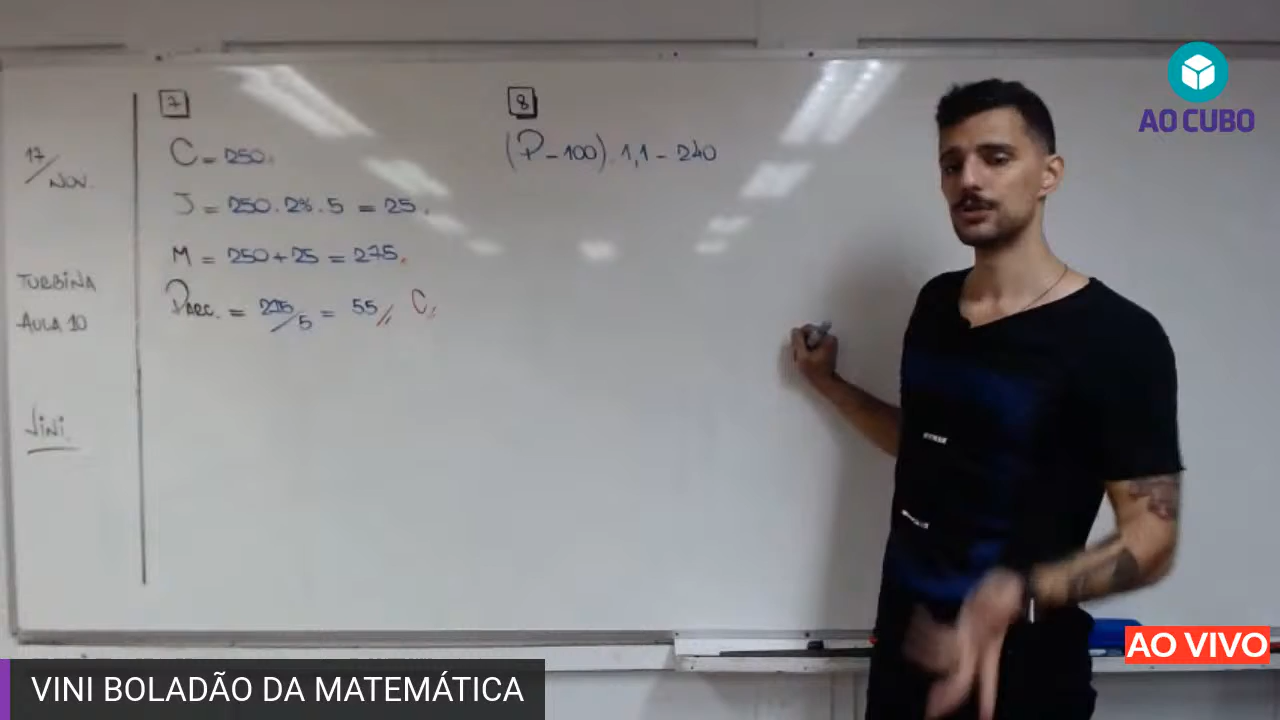 17/NOV.
TURBINA
AULA 10
Vini.
7
C = 250.
J = 250 . 2% . 5 = 25.
M = 250 + 25 = 275.
Parc. = 275/5 = 55// C.
8
(P - 100) . 1,1 - 240
AO CUBO
AO VIVO
VINI BOLADÃO DA MATEMÁTICA